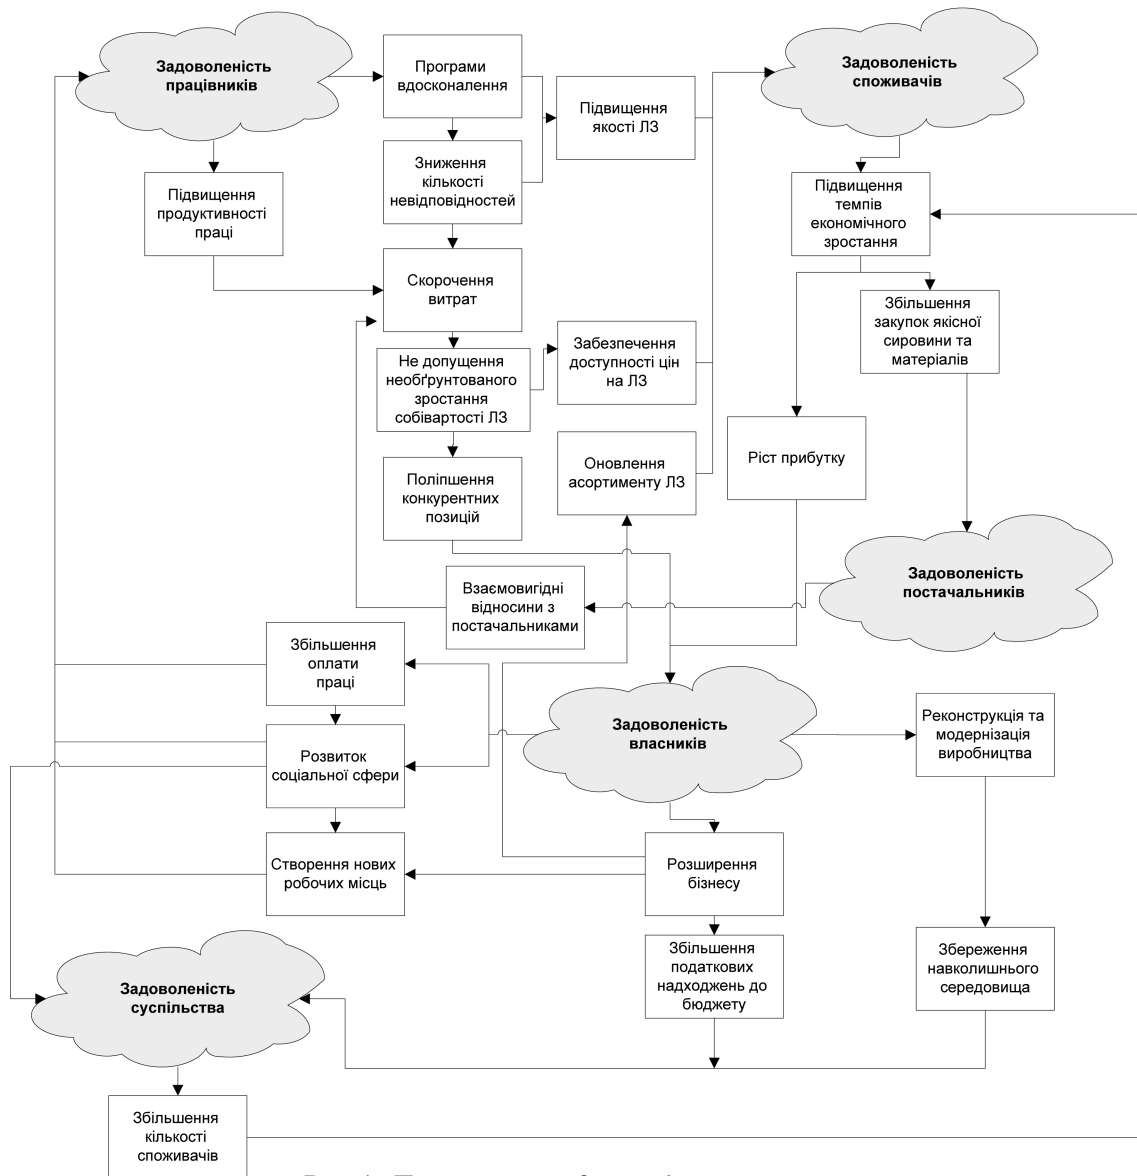 Задоволеність
працівників
Програми
вдосконалення
Підвищення
якості ЛЗ
Задоволеність
споживачів
Зниження
кількості
невідповідностей
Підвищення
продуктивності
праці
Підвищення
темпів
економічного
зростання
Скорочення
витрат
Збільшення
закупок якісної
сировини та
матеріалів
Не допущення
необґрунтованого
зростання
собівартості ЛЗ
Забезпечення
доступності цін
на ЛЗ
Ріст прибутку
Поліпшення
конкурентних
позицій
Оновлення
асортименту ЛЗ
Взаємовигідні
відносини з
постачальниками
Задоволеність
постачальників
Збільшення
оплати
праці
Задоволеність
власників
Реконструкція та
модернізація
виробництва
Розвиток
соціальної сфери
Створення нових
робочих місць
Розширення
бізнесу
Збільшення
податкових
надходжень до
бюджету
Збереження
навколишнього
середовища
Задоволеність
суспільства
Збільшення
кількості
споживачів